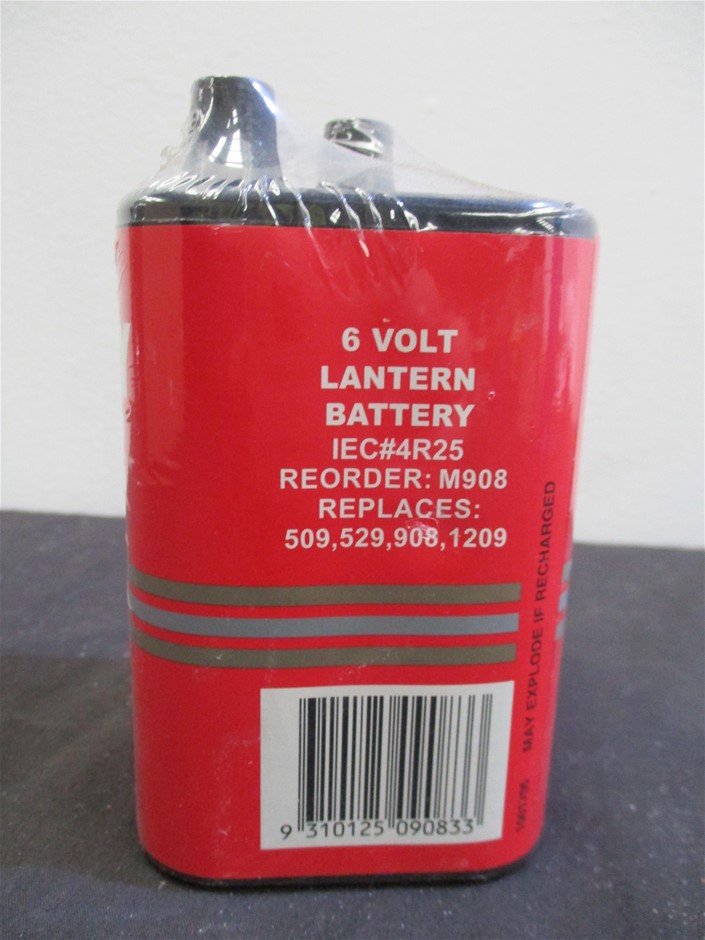 6 VOLT
LANTERN
BATTERY
IEC#4R25
REORDER: M908
REPLACES:
509,529,908,1209
MAY EXPLODE IF RECHARGED
9 310125 090833